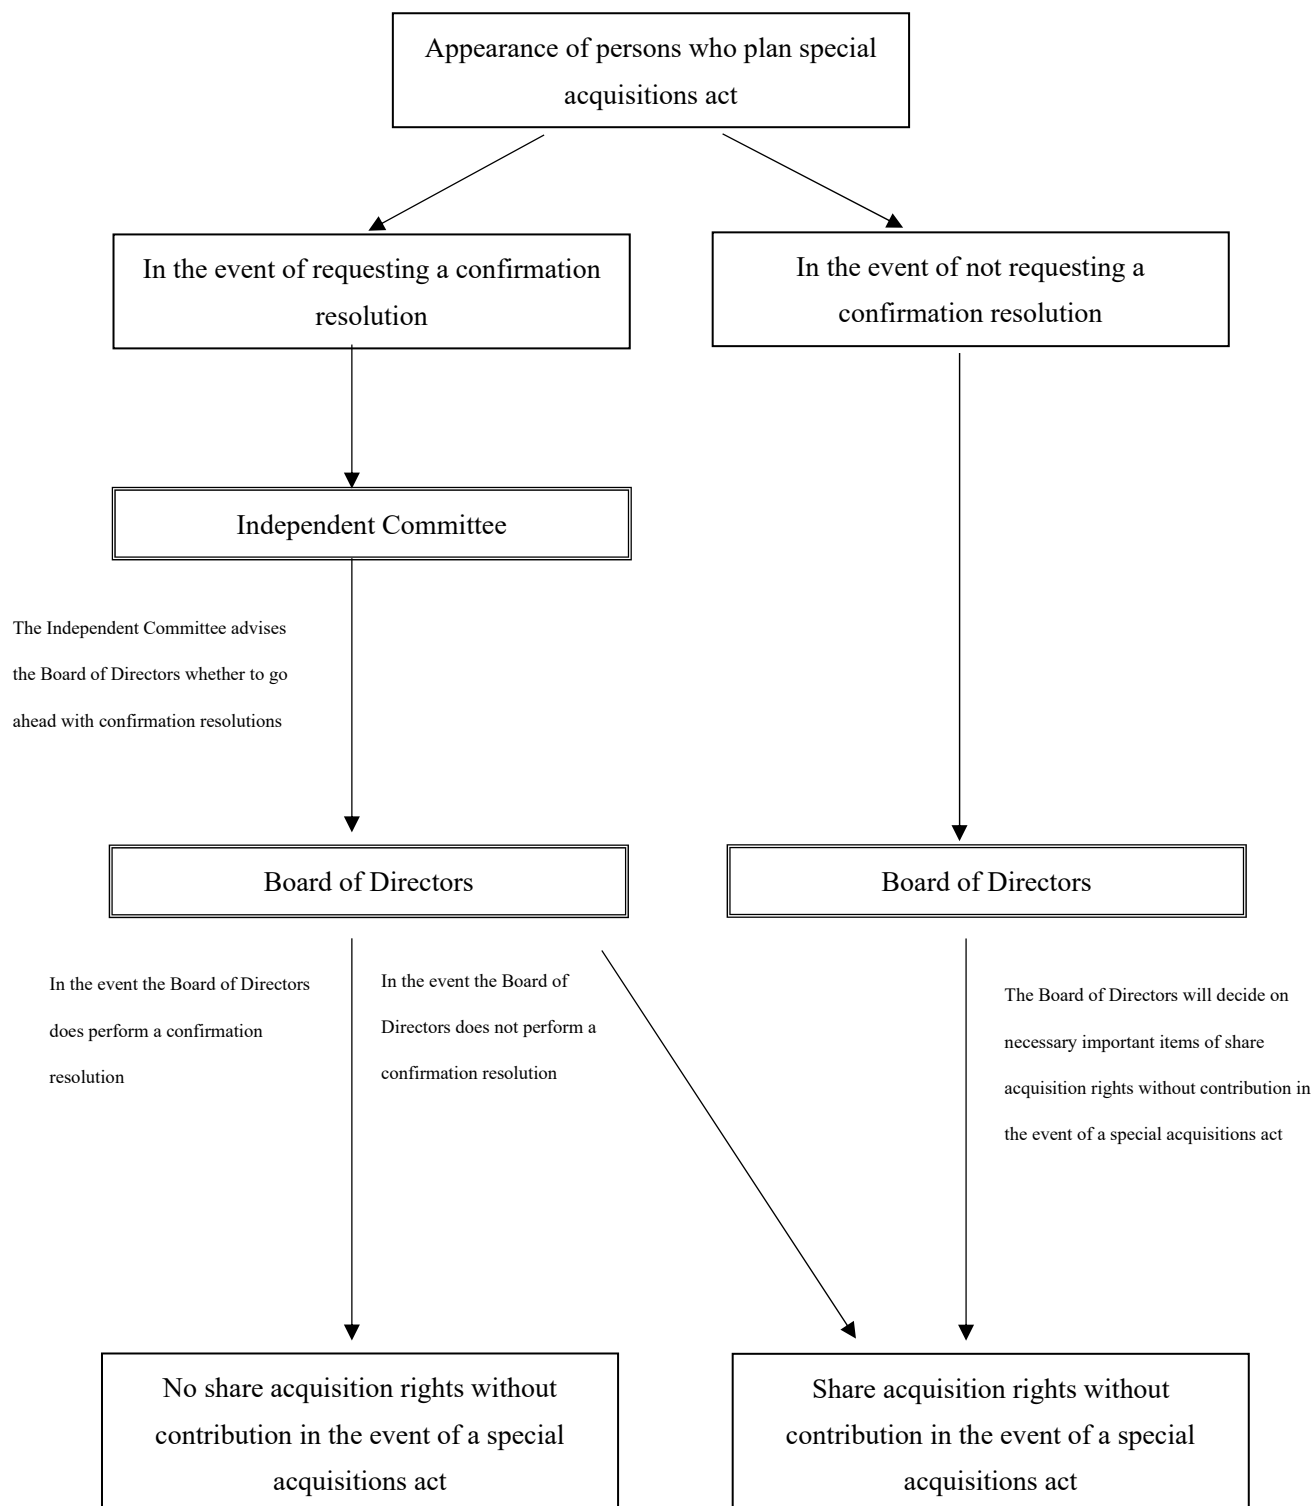 Appearance of persons who plan special
acquisitions act
In the event of requesting a confirmation
resolution
In the event of not requesting a
confirmation resolution
Independent Committee
The Independent Committee advises
the Board of Directors whether to go
ahead with confirmation resolutions
Board of Directors
Board of Directors
In the event the Board of Directors
does perform a confirmation
resolution
In the event the Board of
Directors does not perform a
confirmation resolution
The Board of Directors will decide on
necessary important items of share
acquisition rights without contribution in
the event of a special acquisitions act
No share acquisition rights without
contribution in the event of a special
acquisitions act
Share acquisition rights without
contribution in the event of a special
acquisitions act